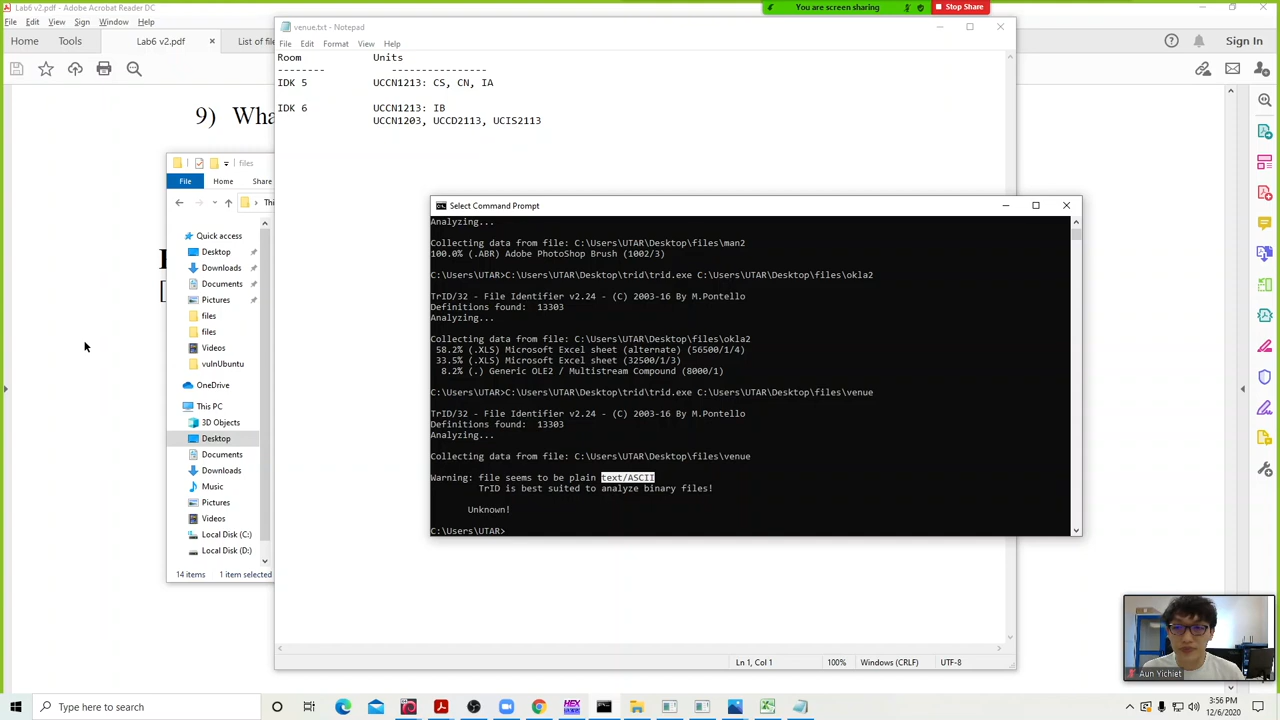 Lab6 v2.pdf - Adobe Acrobat Reader DC
You are screen sharing
Stop Share
File Edit View Sign Window Help
Home Tools Lab6 v2.pdf × List of file
Sign In
9) Wha
venue.txt - Notepad
File Edit Format View Help
Room Units
-------- ----------------
IDK 5 UCCN1213: CS, CN, IA
IDK 6 UCCN1213: IB
UCCN1203, UCCD2113, UCIS2113
Ln 1, Col 1 100% Windows (CRLF) UTF-8
files
File Home Share
Thi
Quick access
Desktop
Downloads
Documents
Pictures
files
files
Videos
vulnUbuntu
OneDrive
This PC
3D Objects
Desktop
Documents
Downloads
Music
Pictures
Videos
Local Disk (C:)
Local Disk (D:)
14 items 1 item selected
Select Command Prompt
Analyzing...
Collecting data from file: C:\Users\UTAR\Desktop\files\man2
100.0% (.ABR) Adobe PhotoShop Brush (1002/3)
C:\Users\UTAR>C:\Users\UTAR\Desktop\trid\trid.exe C:\Users\UTAR\Desktop\files\okla2
TrID/32 - File Identifier v2.24 - (C) 2003-16 By M.Pontello
Definitions found: 13303
Analyzing...
Collecting data from file: C:\Users\UTAR\Desktop\files\okla2
58.2% (.XLS) Microsoft Excel sheet (alternate) (56500/1/4)
33.5% (.XLS) Microsoft Excel sheet (32500/1/3)
8.2% (.) Generic OLE2 / Multistream Compound (8000/1)
C:\Users\UTAR>C:\Users\UTAR\Desktop\trid\trid.exe C:\Users\UTAR\Desktop\files\venue
TrID/32 - File Identifier v2.24 - (C) 2003-16 By M.Pontello
Definitions found: 13303
Analyzing...
Collecting data from file: C:\Users\UTAR\Desktop\files\venue
Warning: file seems to be plain text/ASCII
TrID is best suited to analyze binary files!
Unknown!
C:\Users\UTAR>
Aun Yichiet
Type here to search
HEX
3:56 PM
12/6/2020